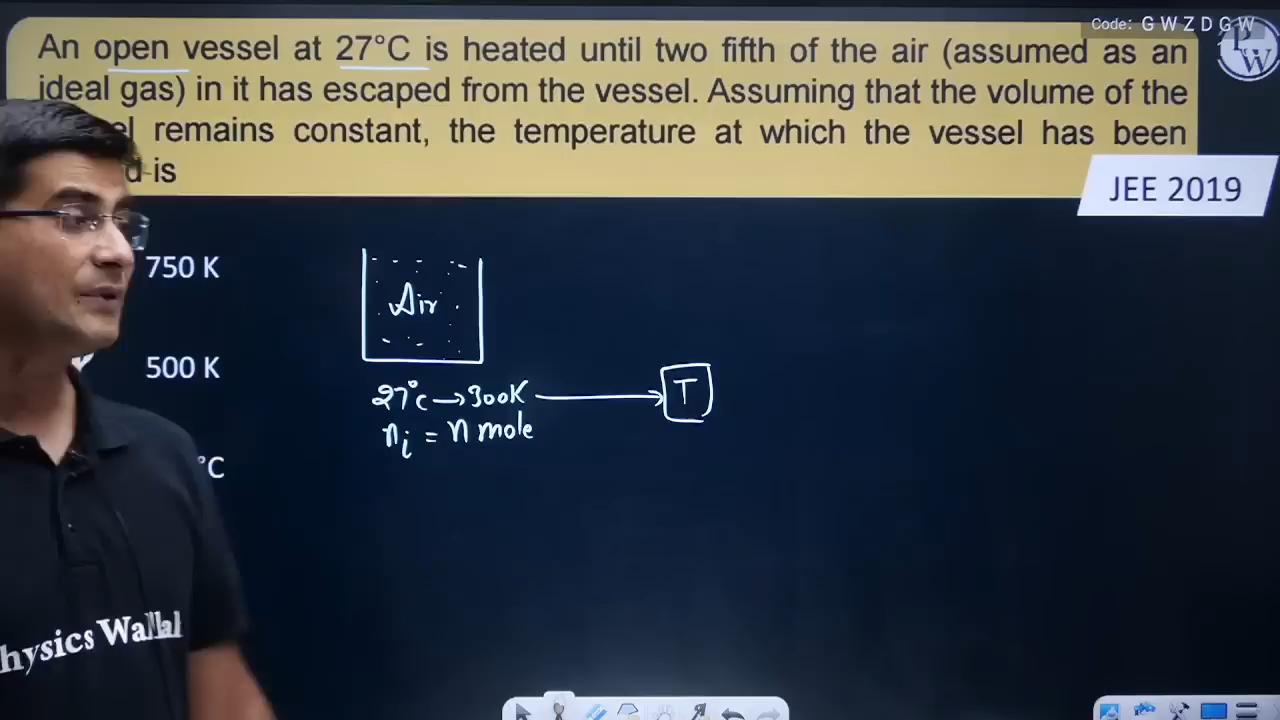 Code: G W Z D G W
An open vessel at 27°C is heated until two fifth of the air (assumed as an
ideal gas) in it has escaped from the vessel. Assuming that the volume of the
remains constant, the temperature at which the vessel has been
is
JEE 2019
750 K
Air
500 K
27°C → 300K → T
ni = n mole
°C
PW